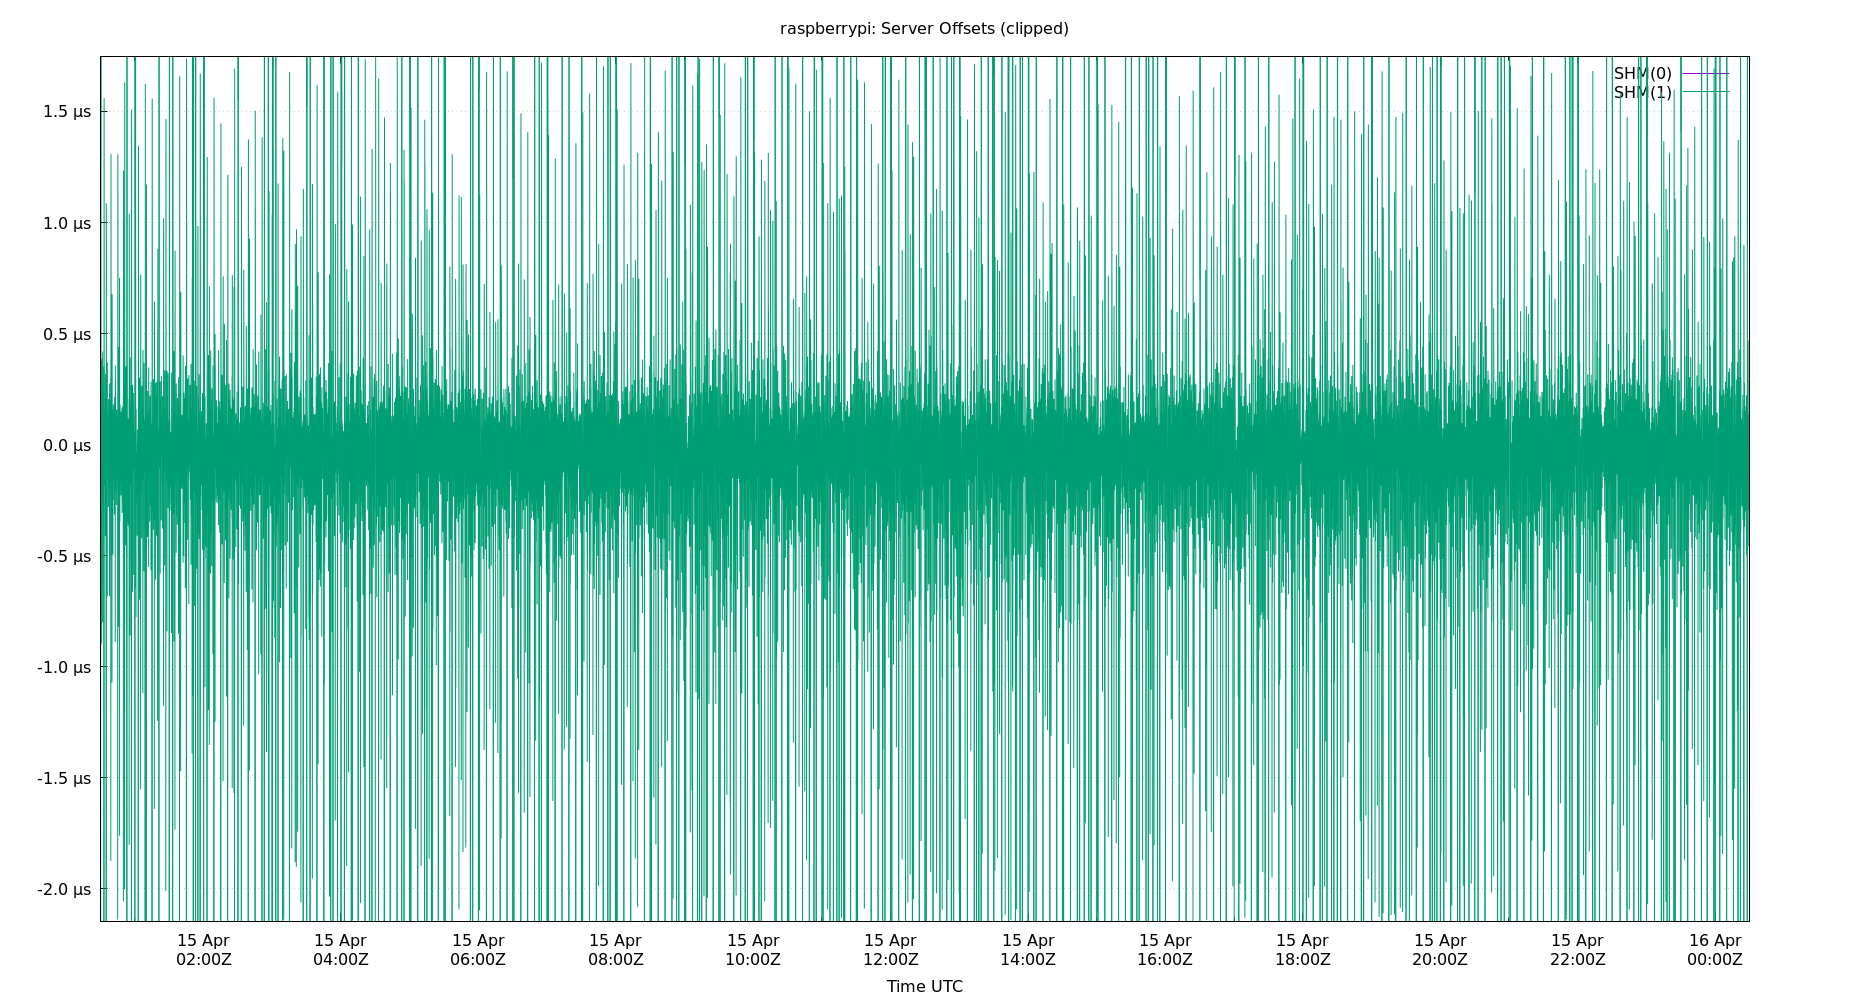 raspberrypi: Server Offsets (clipped)
SHM(0)
SHM(1)
1.5 µs
1.0 µs
0.5 µs
0.0 µs
-0.5 µs
-1.0 µs
-1.5 µs
-2.0 µs
15 Apr 15 Apr 15 Apr 15 Apr 15 Apr 15 Apr 15 Apr 15 Apr 15 Apr 15 Apr 15 Apr 16 Apr
02:00Z 04:00Z 06:00Z 08:00Z 10:00Z 12:00Z 14:00Z 16:00Z 18:00Z 20:00Z 22:00Z 00:00Z
Time UTC